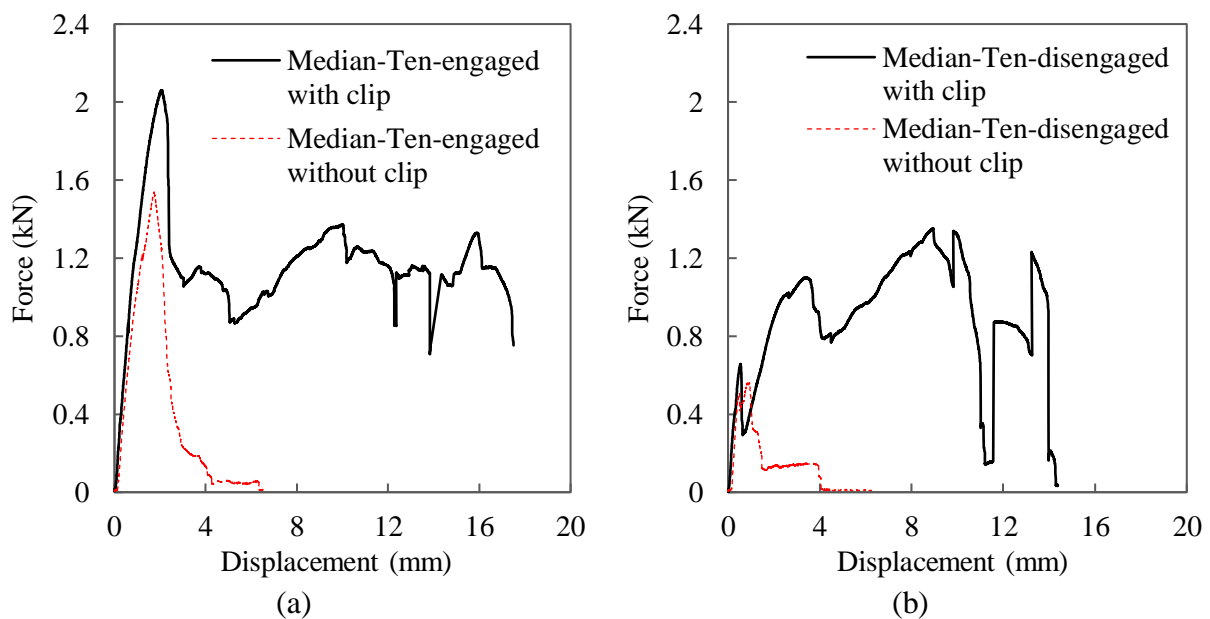 2.4
2
1.6
1.2
0.8
0.4
0
Force (kN)
Median-Ten-engaged
with clip
Median-Ten-engaged
without clip
0 4 8 12 16 20
Displacement (mm)
(a)
2.4
2
1.6
1.2
0.8
0.4
0
Force (kN)
Median-Ten-disengaged
with clip
Median-Ten-disengaged
without clip
0 4 8 12 16 20
Displacement (mm)
(b)